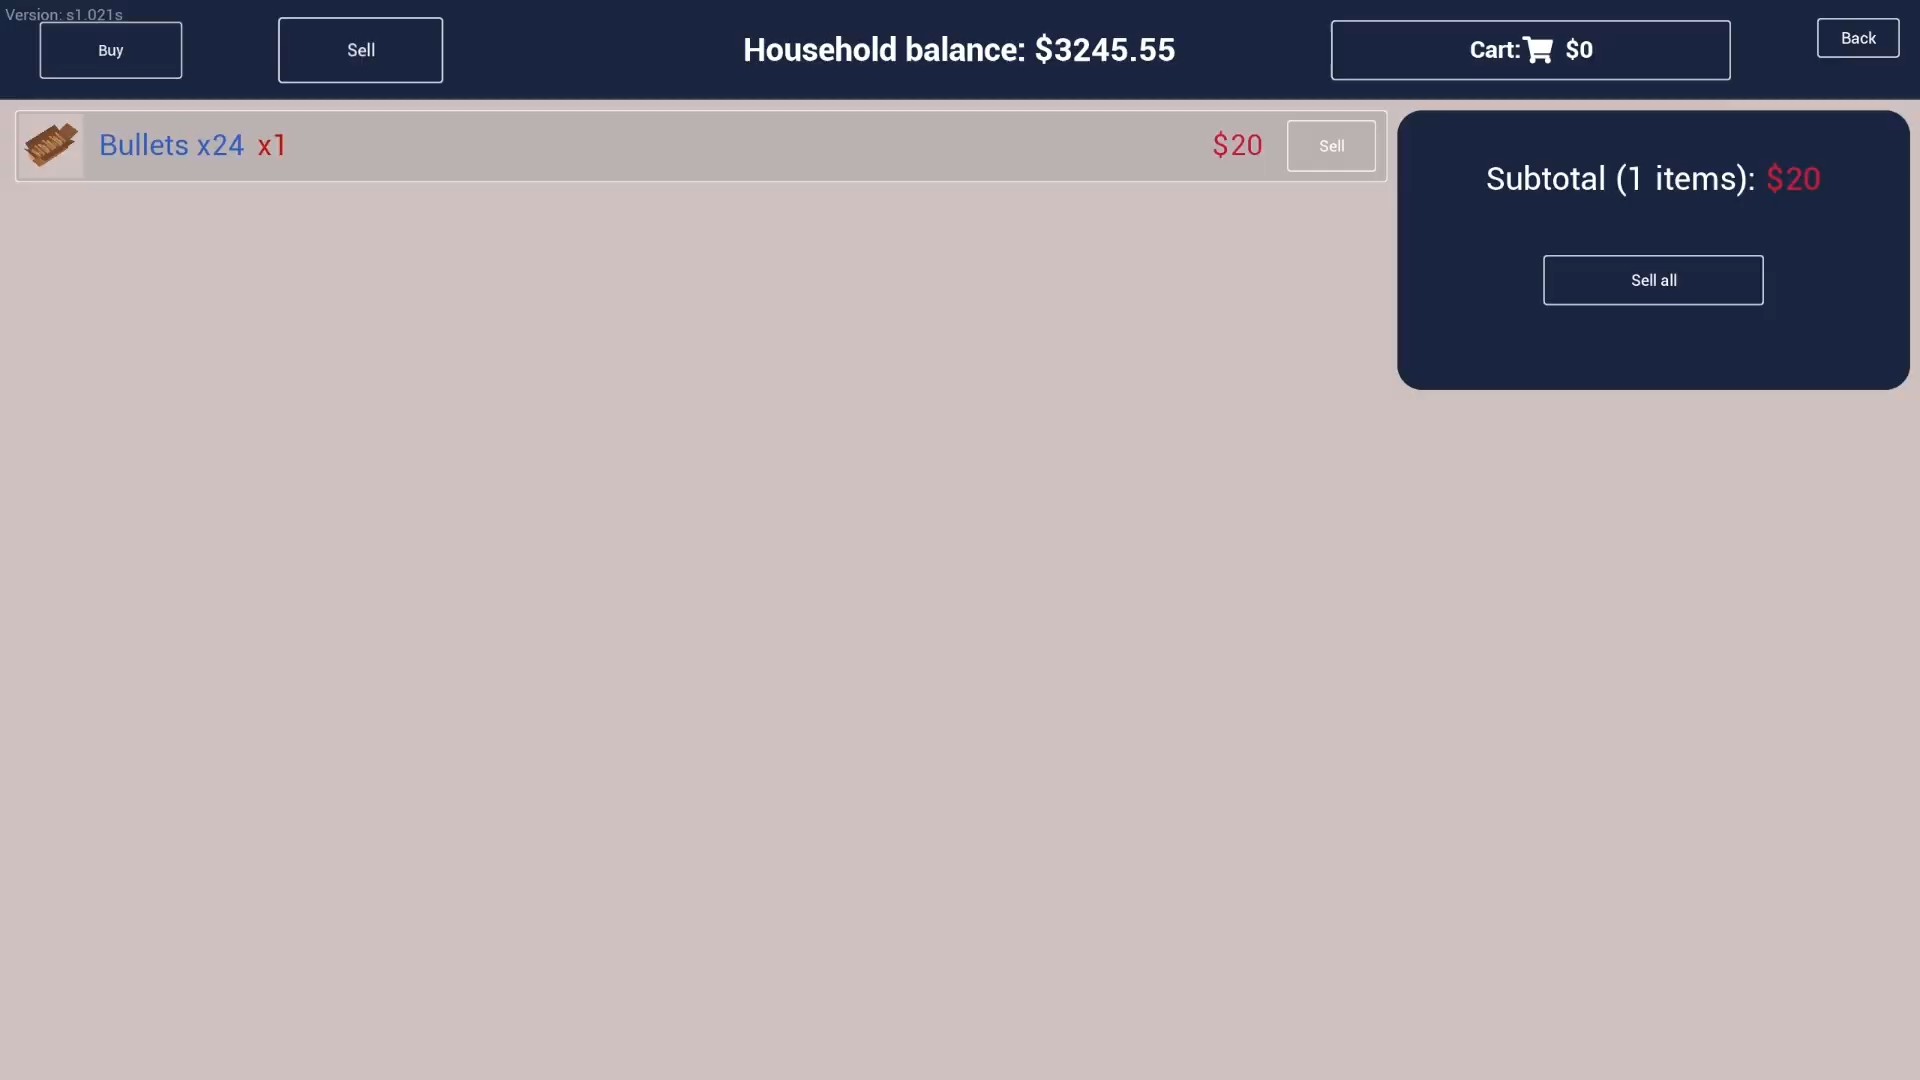 Version: s1.021s
Buy
Sell
Household balance: $3245.55
Cart: $0
Back
Bullets x24 x1
$20
Sell
Subtotal (1 items): $20
Sell all